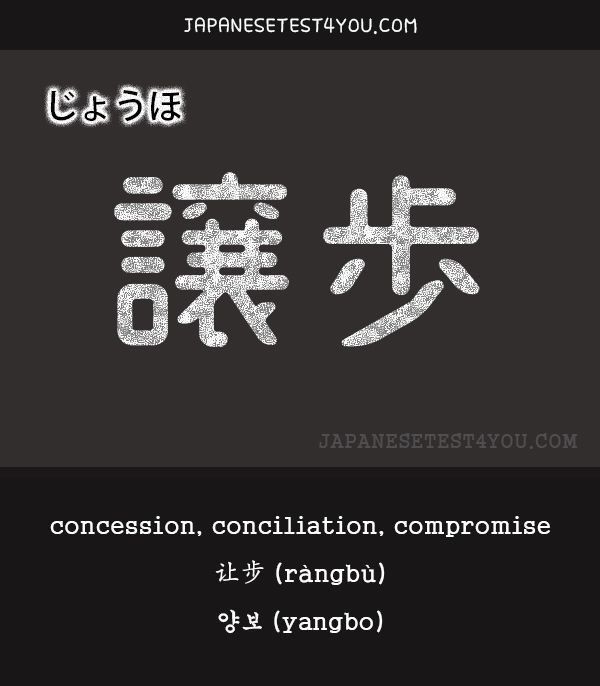 JAPANESETEST4YOU.COM
じょうほ
譲歩
JAPANESETEST4YOU.COM
concession, conciliation, compromise
让步 (ràngbù)
양보 (yangbo)